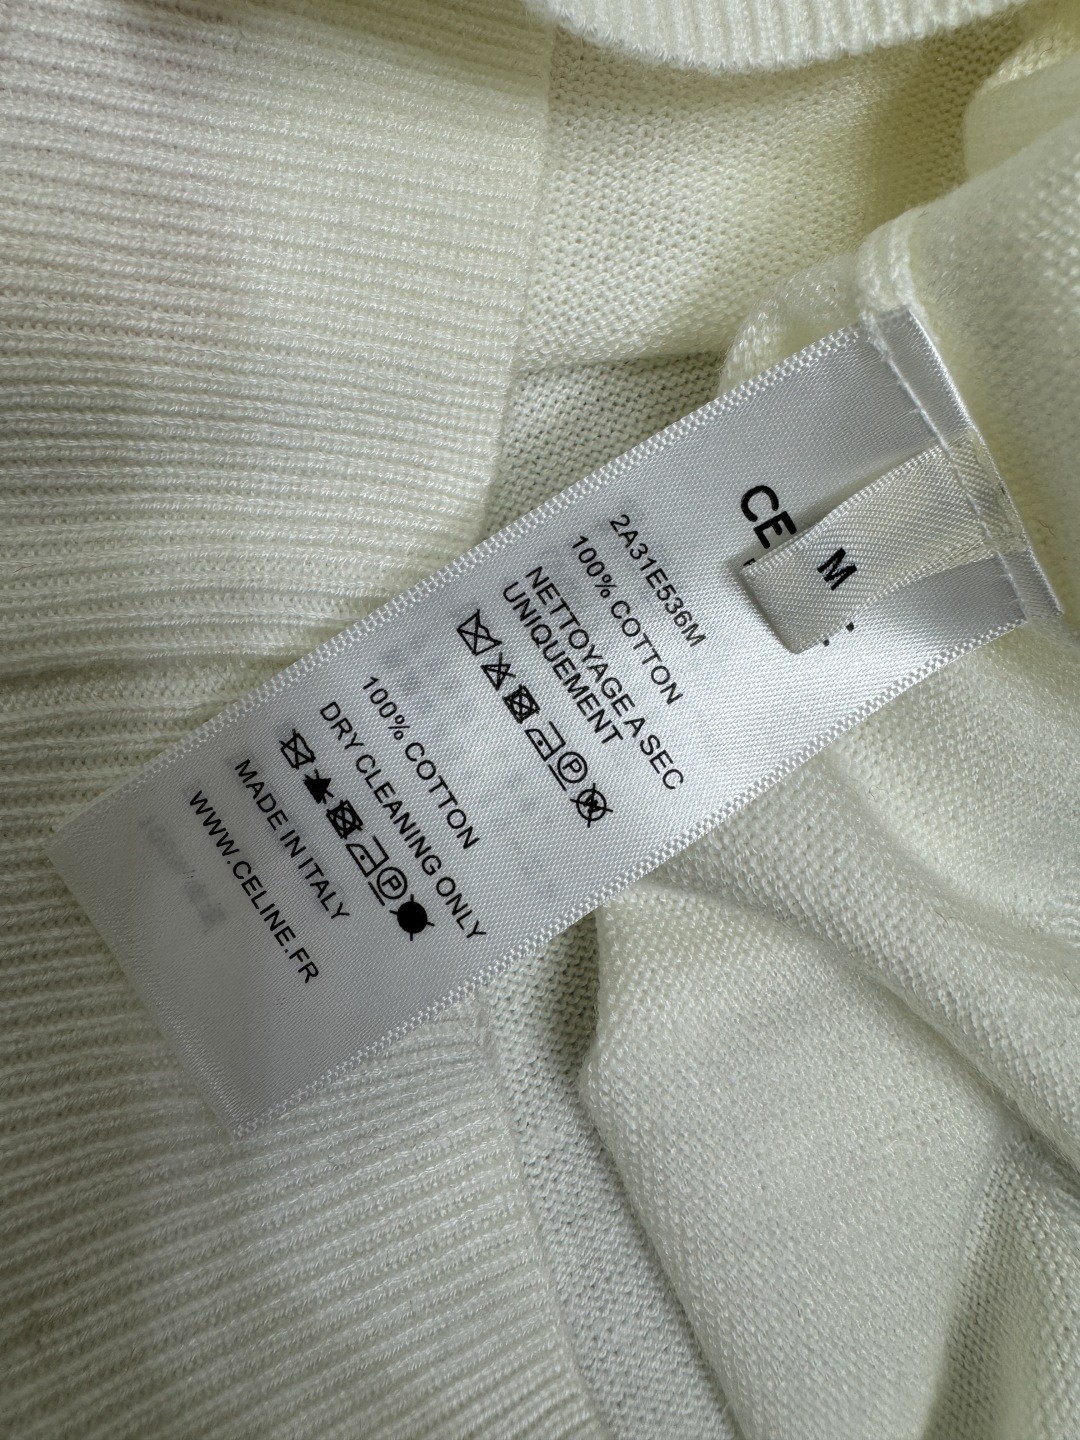 CE
M
2A31E536M
100% COTTON
NETTOYAGE A SEC
UNIQUEMENT
100% COTTON
DRY CLEANING ONLY
MADE IN ITALY
WWW.CELINE.FR